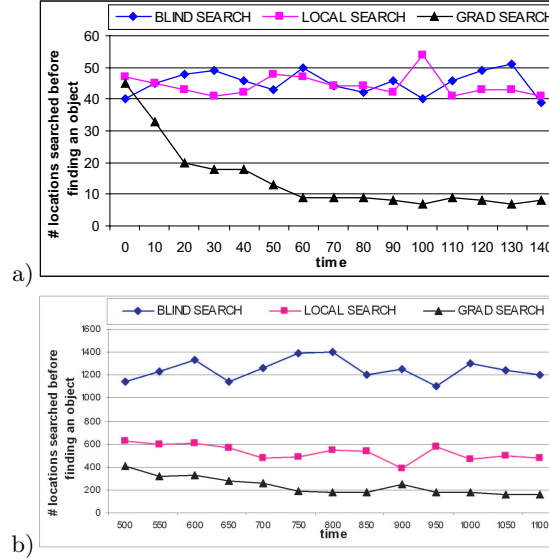 BLIND SEARCH LOCAL SEARCH GRAD SEARCH
60
50
40
30
20
10
0
# locations searched before
finding an object
0 10 20 30 40 50 60 70 80 90 100 110 120 130 140
time
a)
BLIND SEARCH LOCAL SEARCH GRAD SEARCH
1600
1400
1200
1000
800
600
400
200
0
# locations searched before
finding an object
500 550 600 650 700 750 800 850 900 950 1000 1050 1100
time
b)